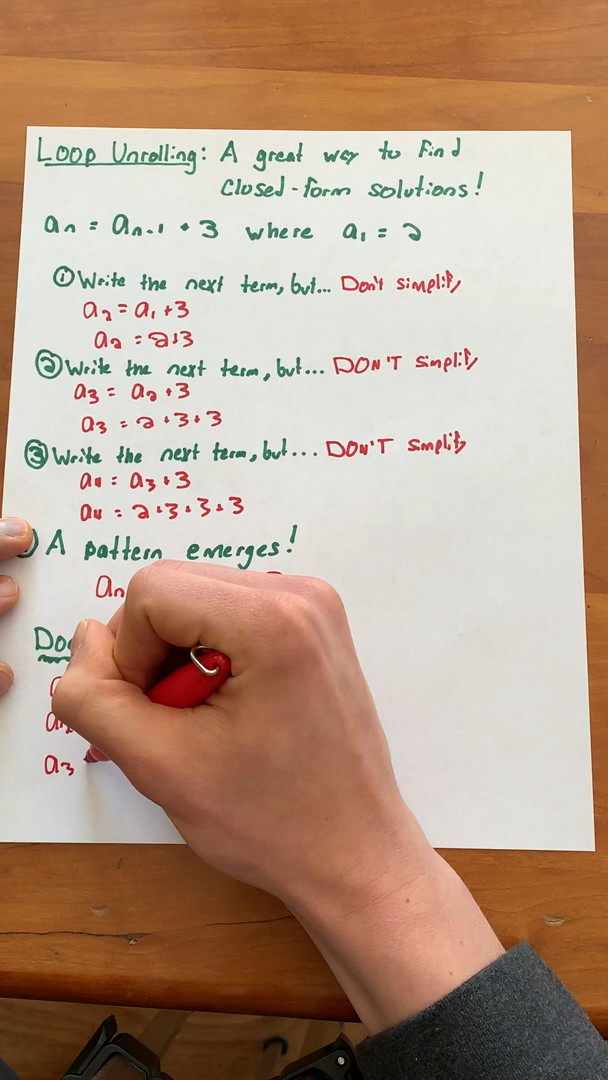 Loop Unrolling: A great way to find
closed-form solutions!
aₙ = aₙ₋₁ + 3 where a₁ = 2
① Write the next term, but... Don't simplify
a₂ = a₁ + 3
a₂ = 2+3
② Write the next term, but... DON'T simplify
a₃ = a₂ + 3
a₃ = 2 + 3 + 3
③ Write the next term, but... DON'T simplify
a₄ = a₃ + 3
a₄ = 2 + 3 + 3 + 3
) A pattern emerges!
aₙ
a₃